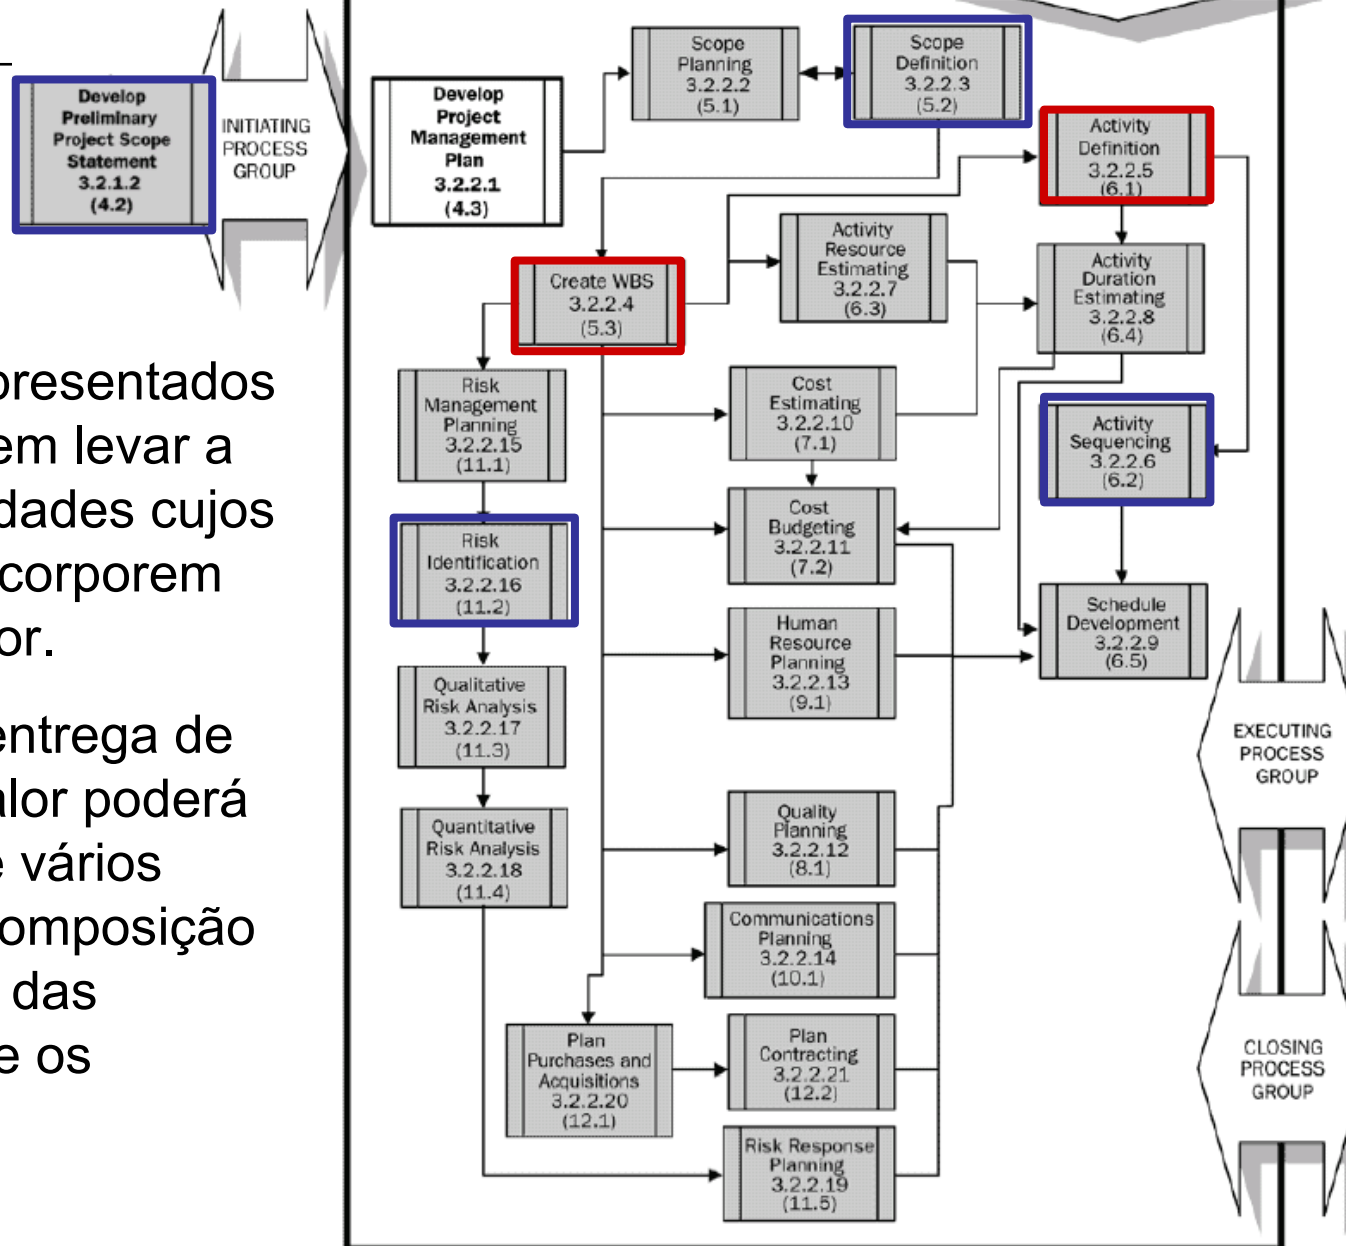 Develop
Preliminary
Project Scope
Statement
3.2.1.2
(4.2)
INITIATING
PROCESS
GROUP
Develop
Project
Management
Plan
3.2.2.1
(4.3)
Scope
Planning
3.2.2.2
(5.1)
Scope
Definition
3.2.2.3
(5.2)
Activity
Definition
3.2.2.5
(6.1)
Create WBS
3.2.2.4
(5.3)
Activity
Resource
Estimating
3.2.2.7
(6.3)
Activity
Duration
Estimating
3.2.2.8
(6.4)
presentados
em levar a
dades cujos
corporem
or.
entrega de
alor poderá
e vários
composição
das
e os
Risk
Management
Planning
3.2.2.15
(11.1)
Cost
Estimating
3.2.2.10
(7.1)
Activity
Sequencing
3.2.2.6
(6.2)
Risk
Identification
3.2.2.16
(11.2)
Cost
Budgeting
3.2.2.11
(7.2)
Human
Resource
Planning
3.2.2.13
(9.1)
Schedule
Development
3.2.2.9
(6.5)
Qualitative
Risk Analysis
3.2.2.17
(11.3)
Quantitative
Risk Analysis
3.2.2.18
(11.4)
Quality
Planning
3.2.2.12
(8.1)
EXECUTING
PROCESS
GROUP
Communications
Planning
3.2.2.14
(10.1)
Plan
Purchases and
Acquisitions
3.2.2.20
(12.1)
Plan
Contracting
3.2.2.21
(12.2)
CLOSING
PROCESS
GROUP
Risk Response
Planning
3.2.2.19
(11.5)